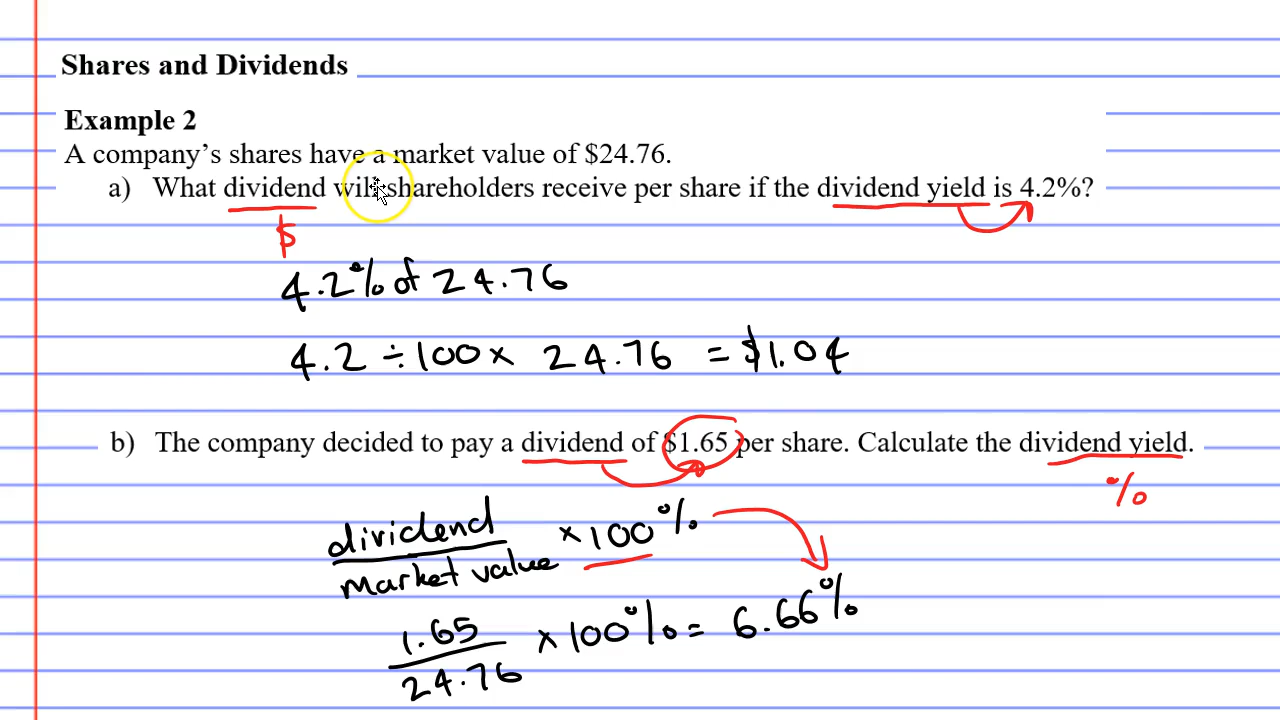 Shares and Dividends
Example 2
A company’s shares have a market value of $24.76.
a) What dividend will shareholders receive per share if the dividend yield is 4.2%?
$
4.2% of 24.76
4.2 ÷ 100 × 24.76 = $1.04
b) The company decided to pay a dividend of $1.65 per share. Calculate the dividend yield.
%
dividend
× 100%
market value
1.65
× 100% = 6.66%
24.76